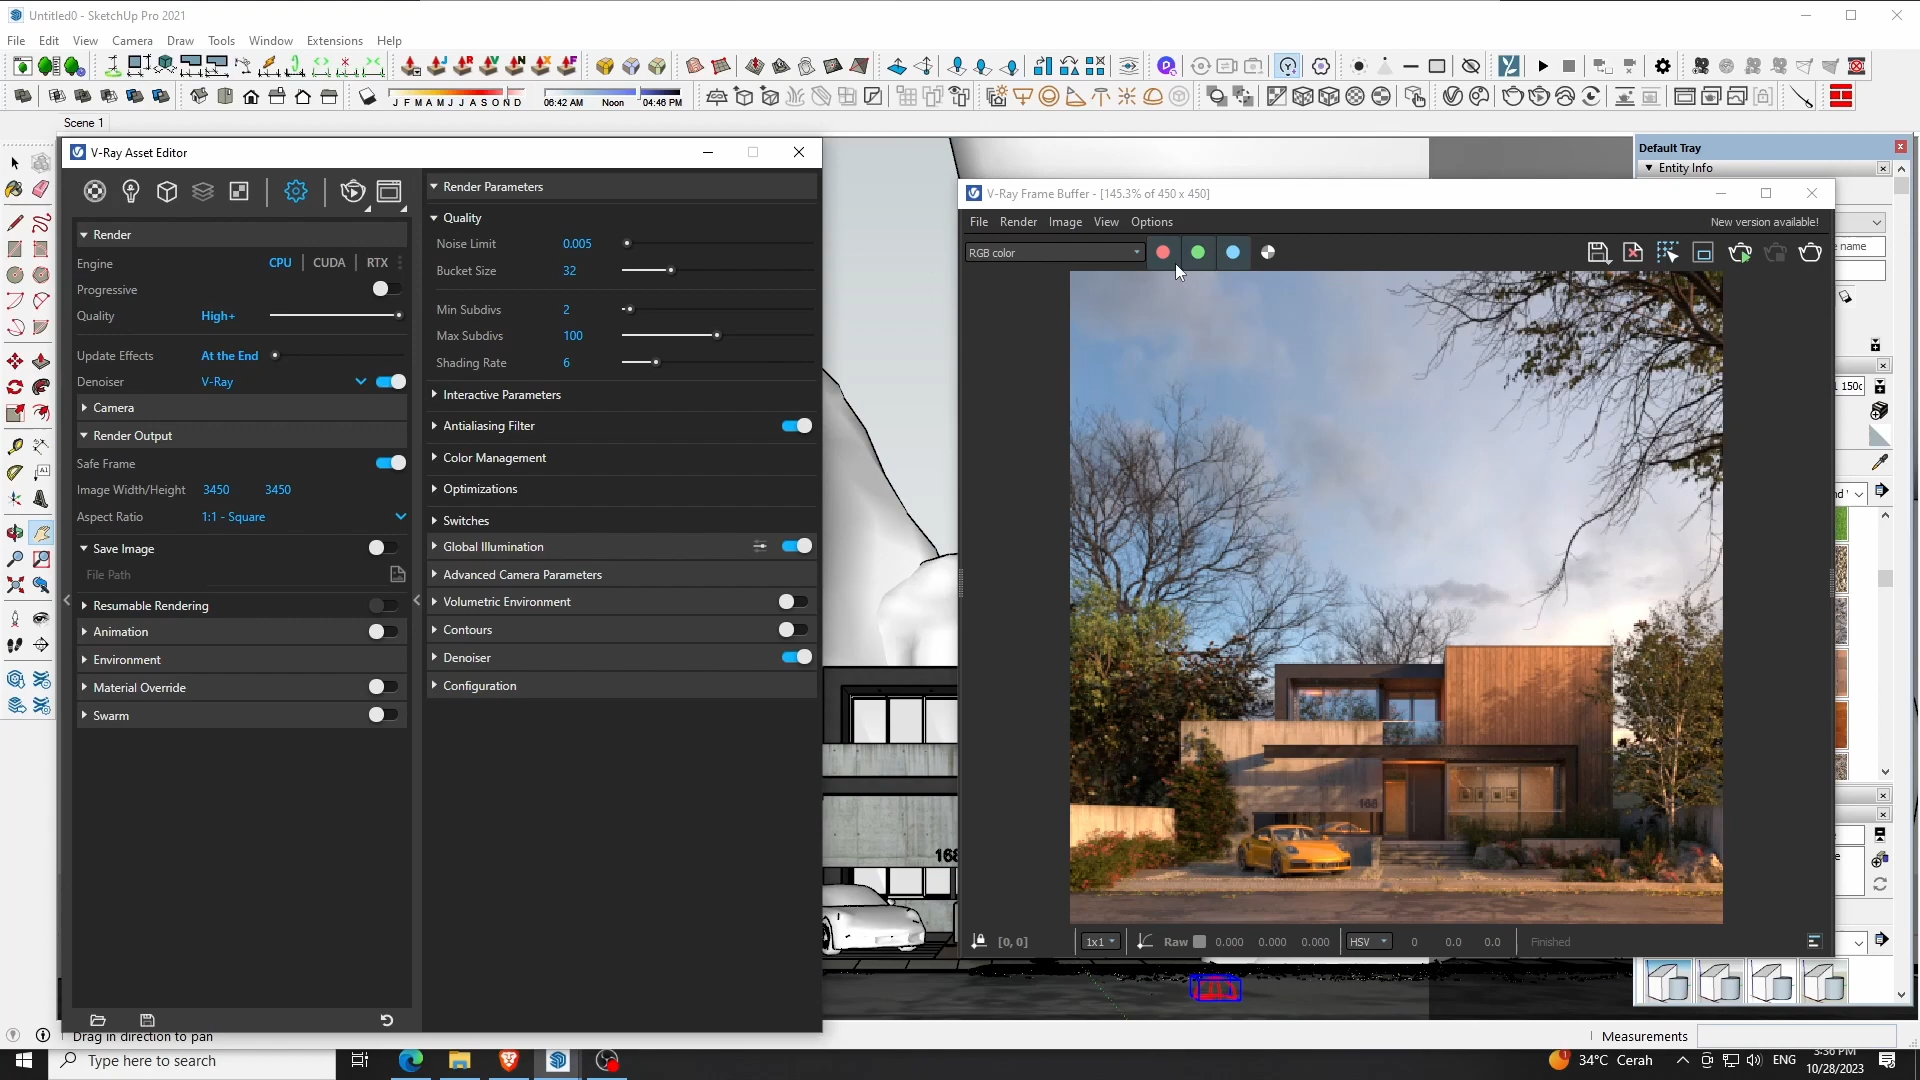 Untitled0 - SketchUp Pro 2021
File Edit View Camera Draw Tools Window Extensions Help
J F M A M J J A S O N D 06:42 AM Noon 04:46 PM
Scene 1
V-Ray Asset Editor
Render
Engine CPU CUDA RTX
Progressive
Quality High+
Update Effects At the End
Denoiser V-Ray
Camera
Render Output
Safe Frame
Image Width/Height 3450 3450
Aspect Ratio 1:1 - Square
Save Image
File Path
Resumable Rendering
Animation
Environment
Material Override
Swarm
Render Parameters
Quality
Noise Limit 0.005
Bucket Size 32
Min Subdivs 2
Max Subdivs 100
Shading Rate 6
Interactive Parameters
Antialiasing Filter
Color Management
Optimizations
Switches
Global Illumination
Advanced Camera Parameters
Volumetric Environment
Contours
Denoiser
Configuration
V-Ray Frame Buffer - [145.3% of 450 x 450]
File Render Image View Options New version available!
RGB color
168
[0, 0] 1x1 Raw 0.000 0.000 0.000 HSV 0 0.0 0.0 Finished
Default Tray
Entity Info
Drag in direction to pan
Measurements
Type here to search
34°C Cerah ENG
3:36 PM
10/28/2023